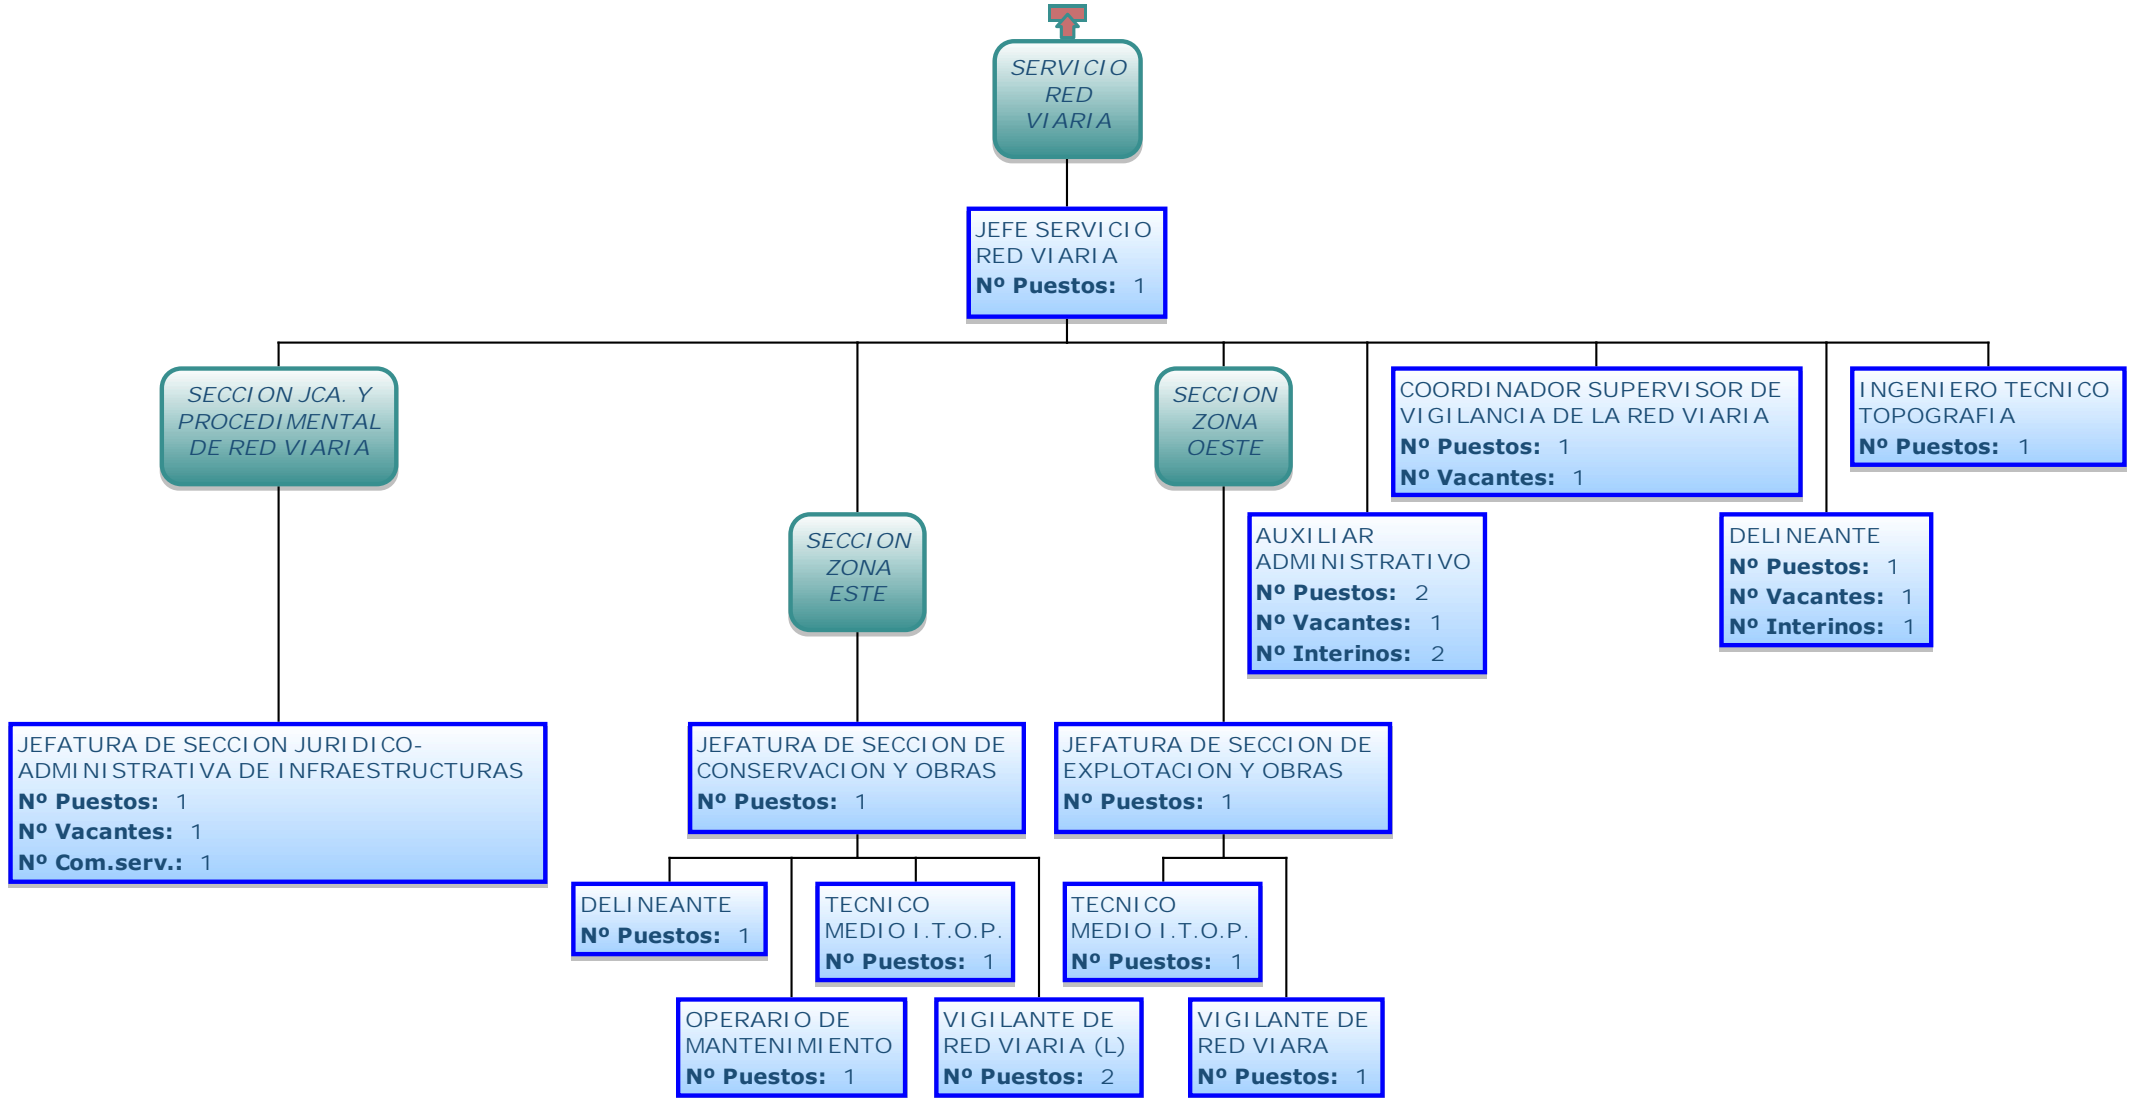 SERVICIO
RED
VIARIA
JEFE SERVICIO
RED VIARIA
Nº Puestos: 1
SECCION JCA. Y
PROCEDIMENTAL
DE RED VIARIA
SECCION
ZONA
OESTE
COORDINADOR SUPERVISOR DE
VIGILANCIA DE LA RED VIARIA
Nº Puestos: 1
Nº Vacantes: 1
INGENIERO TECNICO
TOPOGRAFIA
Nº Puestos: 1
SECCION
ZONA
ESTE
AUXILIAR
ADMINISTRATIVO
Nº Puestos: 2
Nº Vacantes: 1
Nº Interinos: 2
DELINEANTE
Nº Puestos: 1
Nº Vacantes: 1
Nº Interinos: 1
JEFATURA DE SECCION JURIDICO-
ADMINISTRATIVA DE INFRAESTRUCTURAS
Nº Puestos: 1
Nº Vacantes: 1
Nº Com.serv.: 1
JEFATURA DE SECCION DE
CONSERVACION Y OBRAS
Nº Puestos: 1
JEFATURA DE SECCION DE
EXPLOTACION Y OBRAS
Nº Puestos: 1
DELINEANTE
Nº Puestos: 1
TECNICO
MEDIO I.T.O.P.
Nº Puestos: 1
TECNICO
MEDIO I.T.O.P.
Nº Puestos: 1
OPERARIO DE
MANTENIMIENTO
Nº Puestos: 1
VIGILANTE DE
RED VIARIA (L)
Nº Puestos: 2
VIGILANTE DE
RED VIARA
Nº Puestos: 1